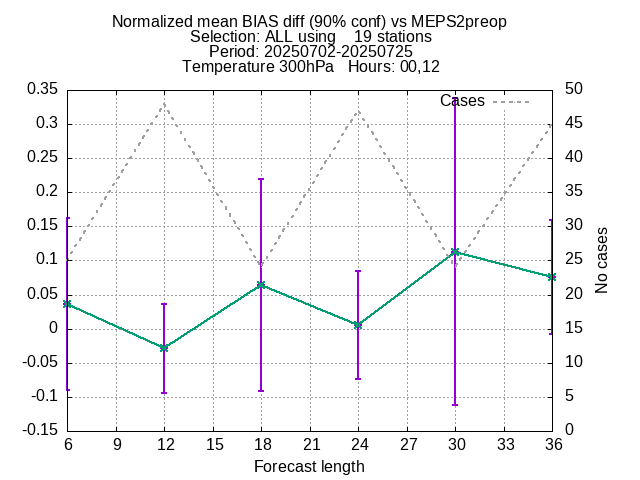 Normalized mean BIAS diff (90% conf) vs MEPS2preop
Selection: ALL using    19 stations
Period: 20250702-20250725
Temperature 300hPa   Hours: 00,12
Cases
0.35
0.3
0.25
0.2
0.15
0.1
0.05
0
-0.05
-0.1
-0.15
50
45
40
35
30
25
20
15
10
5
0
No cases
6 9 12 15 18 21 24 27 30 33 36
Forecast length